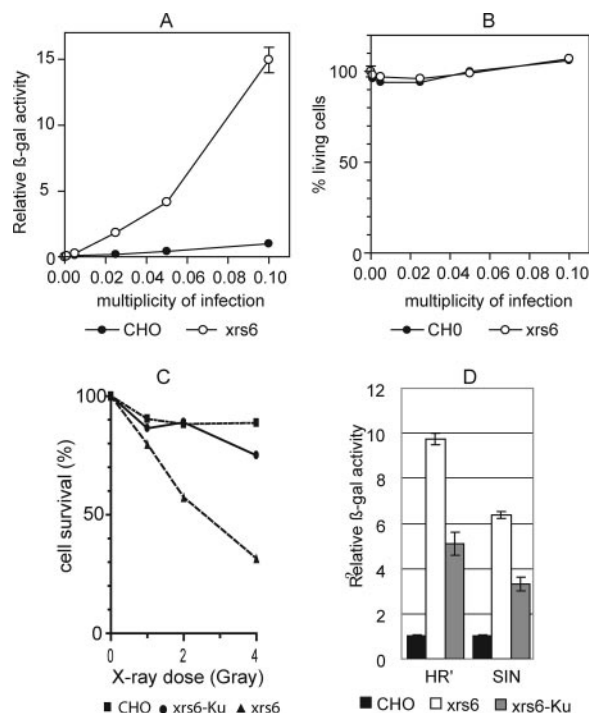 A
Relative ß-gal activity
15
10
5
0
0.00 0.02 0.04 0.06 0.08 0.10
multiplicity of infection
CHO xrs6
B
% living cells
100
50
0
0.00 0.02 0.04 0.06 0.08 0.10
multiplicity of infection
CH0 xrs6
C
cell survival (%)
100
50
0
0 2 4
X-ray dose (Gray)
CHO xrs6-Ku xrs6
D
R²elative ß-gal activity
12
10
8
6
4
2
0
HR' SIN
CHO xrs6 xrs6-Ku